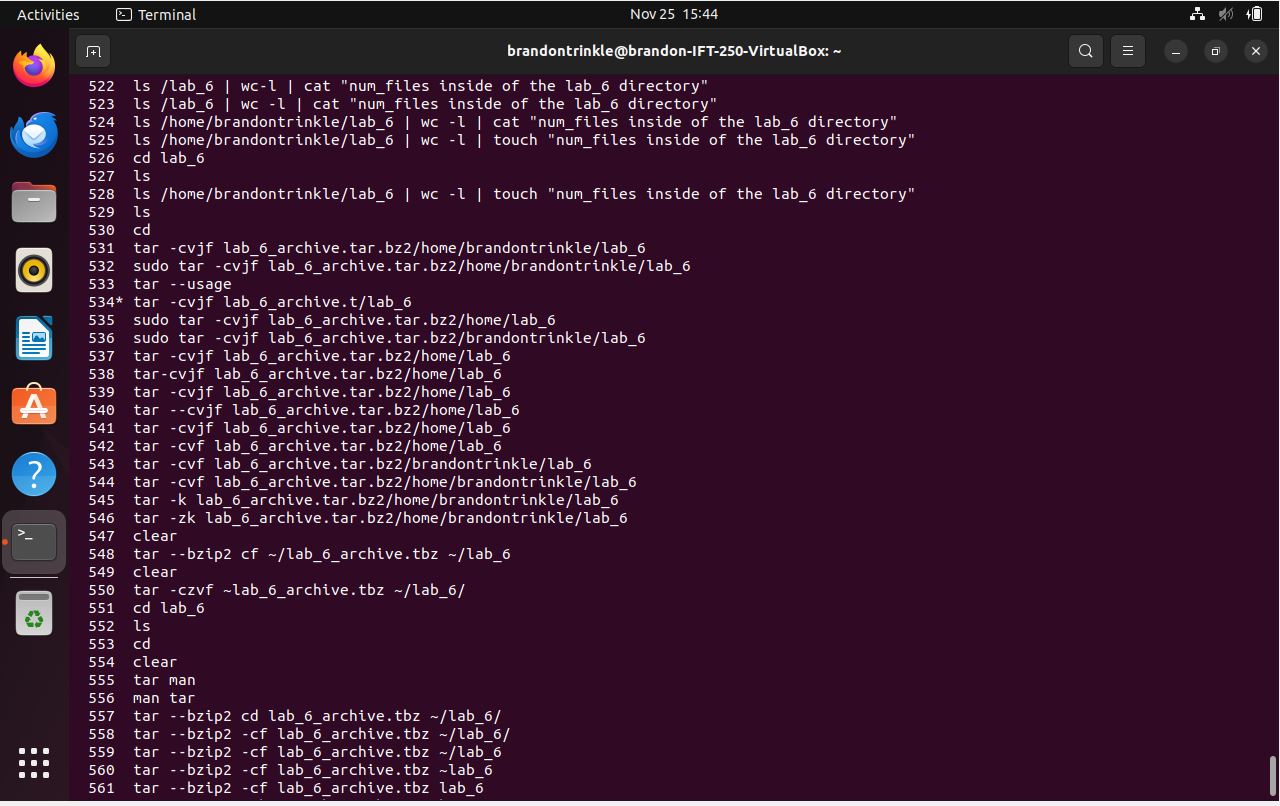 Activities Terminal Nov 25 15:44
brandontrinkle@brandon-IFT-250-VirtualBox: ~
522 ls /lab_6 | wc-l | cat "num_files inside of the lab_6 directory"
523 ls /lab_6 | wc -l | cat "num_files inside of the lab_6 directory"
524 ls /home/brandontrinkle/lab_6 | wc -l | cat "num_files inside of the lab_6 directory"
525 ls /home/brandontrinkle/lab_6 | wc -l | touch "num_files inside of the lab_6 directory"
526 cd lab_6
527 ls
528 ls /home/brandontrinkle/lab_6 | wc -l | touch "num_files inside of the lab_6 directory"
529 ls
530 cd
531 tar -cvjf lab_6_archive.tar.bz2/home/brandontrinkle/lab_6
532 sudo tar -cvjf lab_6_archive.tar.bz2/home/brandontrinkle/lab_6
533 tar --usage
534* tar -cvjf lab_6_archive.t/lab_6
535 sudo tar -cvjf lab_6_archive.tar.bz2/home/lab_6
536 sudo tar -cvjf lab_6_archive.tar.bz2/brandontrinkle/lab_6
537 tar -cvjf lab_6_archive.tar.bz2/home/lab_6
538 tar-cvjf lab_6_archive.tar.bz2/home/lab_6
539 tar -cvjf lab_6_archive.tar.bz2/home/lab_6
540 tar --cvjf lab_6_archive.tar.bz2/home/lab_6
541 tar -cvjf lab_6_archive.tar.bz2/home/lab_6
542 tar -cvf lab_6_archive.tar.bz2/home/lab_6
543 tar -cvf lab_6_archive.tar.bz2/brandontrinkle/lab_6
544 tar -cvf lab_6_archive.tar.bz2/home/brandontrinkle/lab_6
545 tar -k lab_6_archive.tar.bz2/home/brandontrinkle/lab_6
546 tar -zk lab_6_archive.tar.bz2/home/brandontrinkle/lab_6
547 clear
548 tar --bzip2 cf ~/lab_6_archive.tbz ~/lab_6
549 clear
550 tar -czvf ~lab_6_archive.tbz ~/lab_6/
551 cd lab_6
552 ls
553 cd
554 clear
555 tar man
556 man tar
557 tar --bzip2 cd lab_6_archive.tbz ~/lab_6/
558 tar --bzip2 -cf lab_6_archive.tbz ~/lab_6/
559 tar --bzip2 -cf lab_6_archive.tbz ~/lab_6
560 tar --bzip2 -cf lab_6_archive.tbz ~lab_6
561 tar --bzip2 -cf lab_6_archive.tbz lab_6